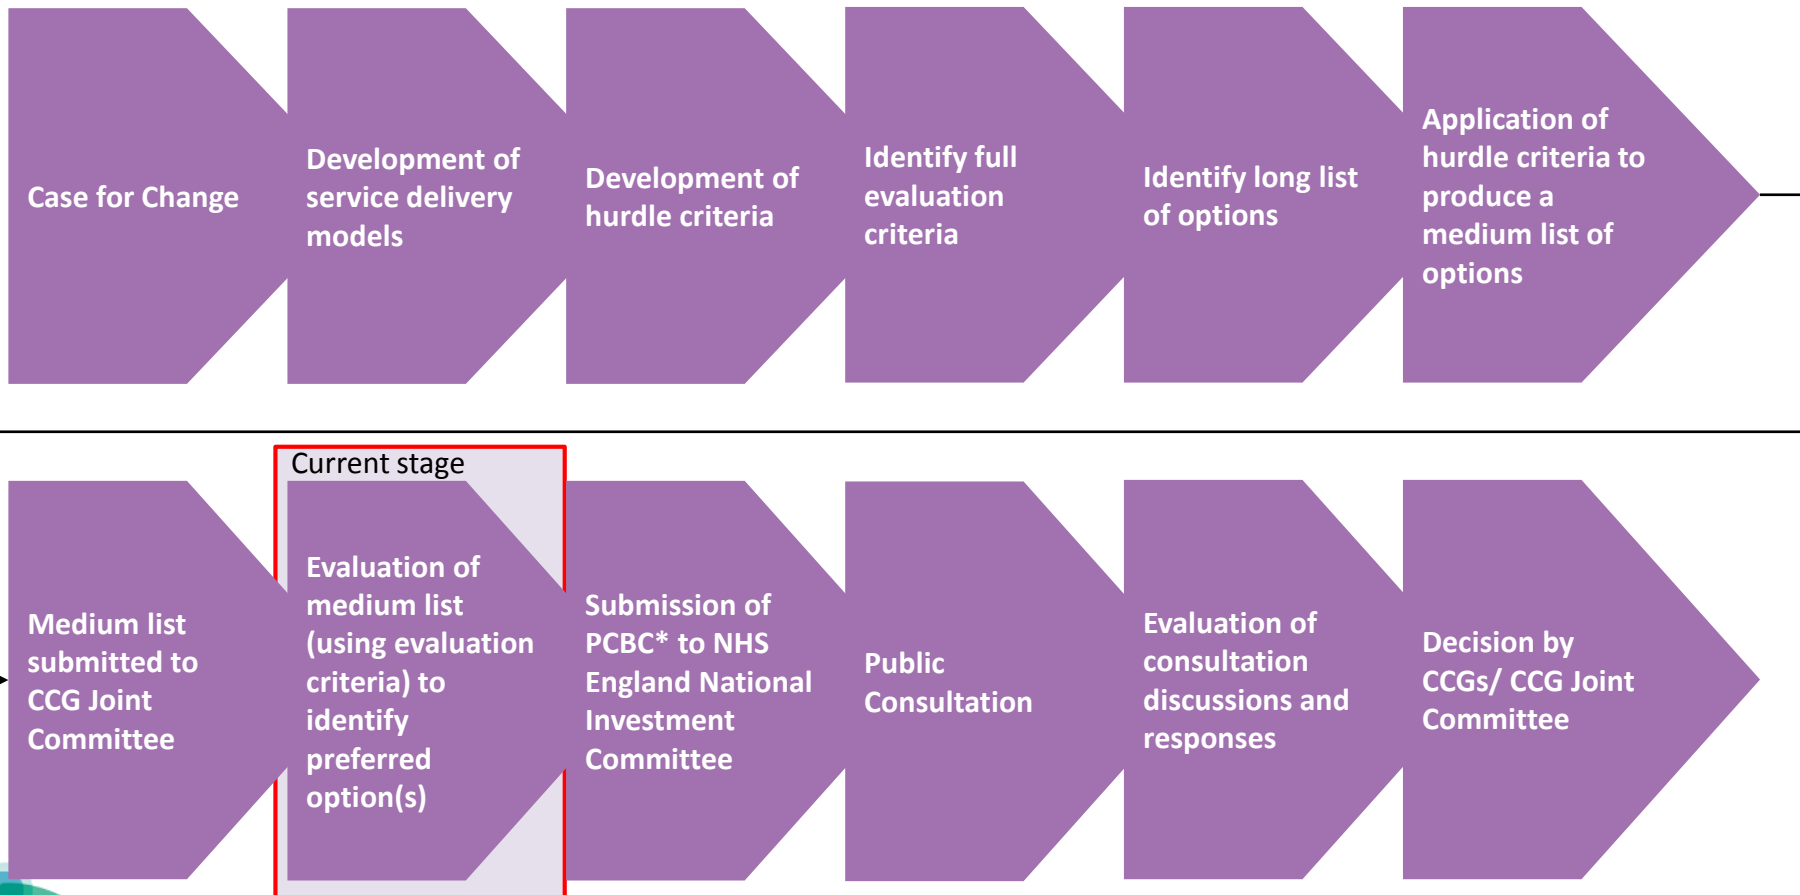 Case for Change
Development of
service delivery
models
Development of
hurdle criteria
Identify full
evaluation
criteria
Identify long list
of options
Application of
hurdle criteria to
produce a
medium list of
options
Medium list
submitted to
CCG Joint
Committee
Current stage
Evaluation of
medium list
(using evaluation
criteria) to
identify
preferred
option(s)
Submission of
PCBC* to NHS
England National
Investment
Committee
Public
Consultation
Evaluation of
consultation
discussions and
responses
Decision by
CCGs/ CCG Joint
Committee